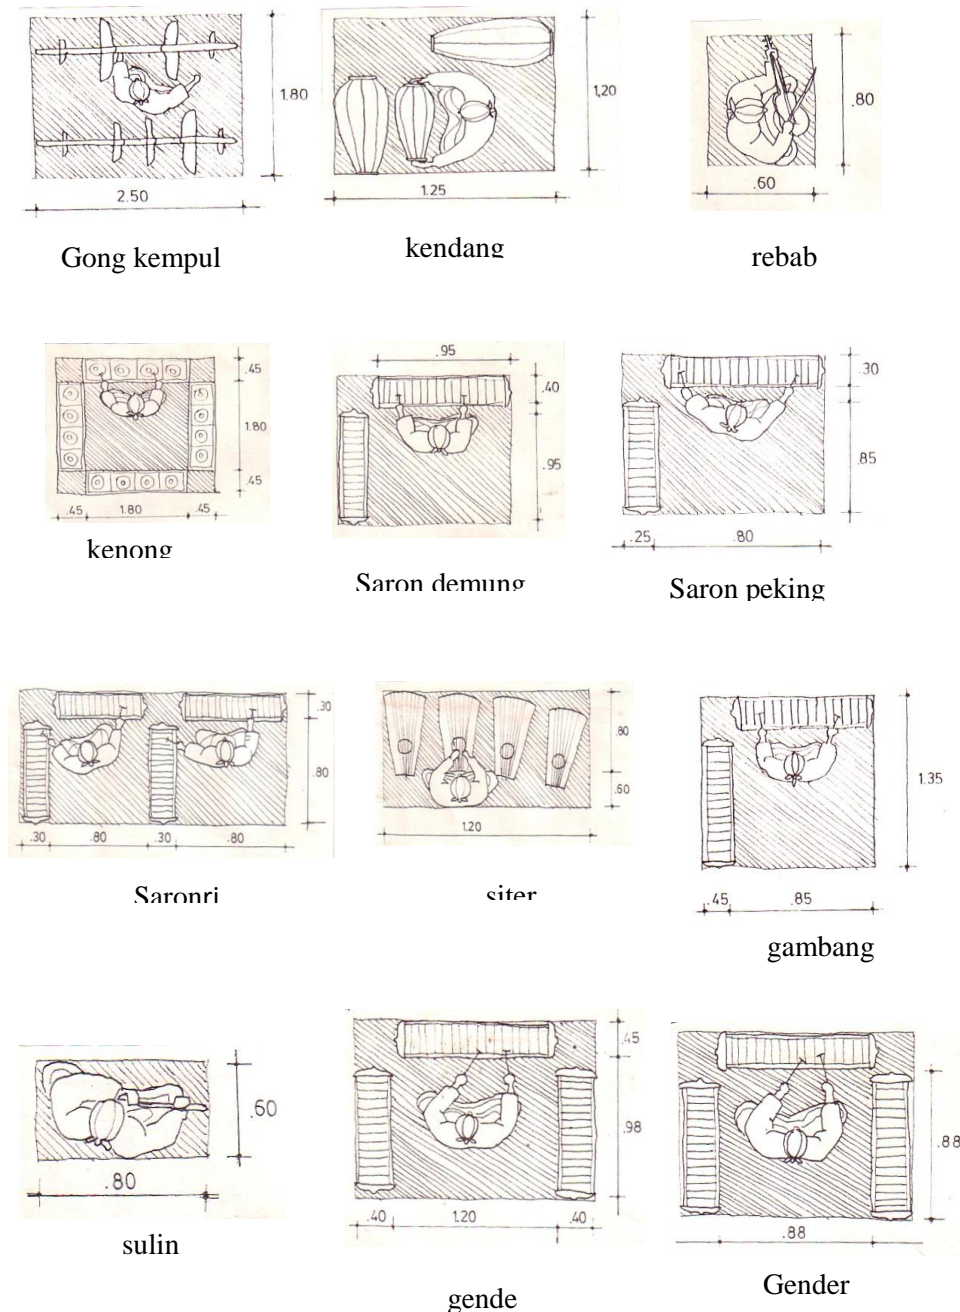 1.80
2.50
Gong kempul
1,20
1.25
kendang
.80
.60
rebab
.45
1.80
.45
.45 1.80 .45
kenong
.95
.40
.95
Saron demung
.30
.85
.25 .80
Saron peking
.30
.80
.30 .80 .30 .80
Saronri
.80
.60
1.20
siter
1.35
.45 .85
gambang
.60
.80
sulin
.45
.98
.40 1.20 .40
gende
.88
.88
Gender